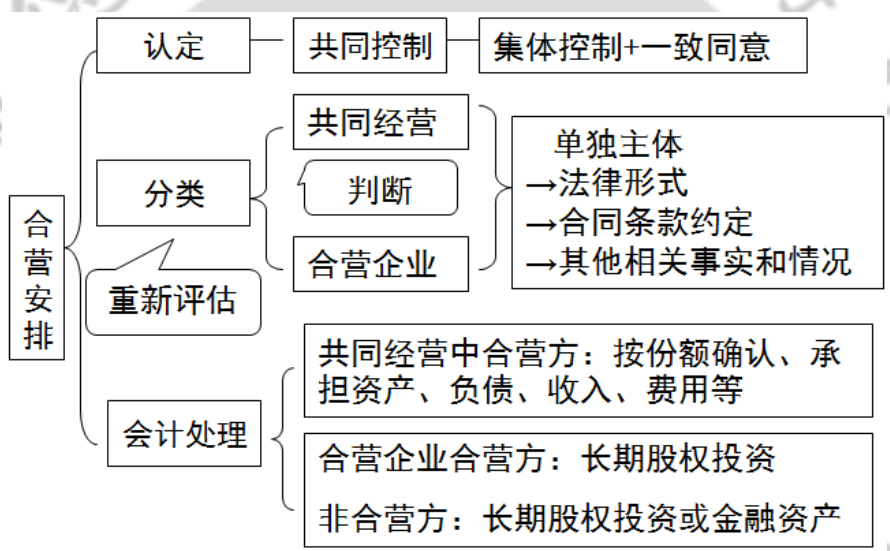 合营安排
认定
共同控制
集体控制+一致同意
分类
重新评估
共同经营
判断
合营企业
单独主体
→法律形式
→合同条款约定
→其他相关事实和情况
会计处理
共同经营中合营方：按份额确认、承
担资产、负债、收入、费用等
合营企业合营方：长期股权投资
非合营方：长期股权投资或金融资产